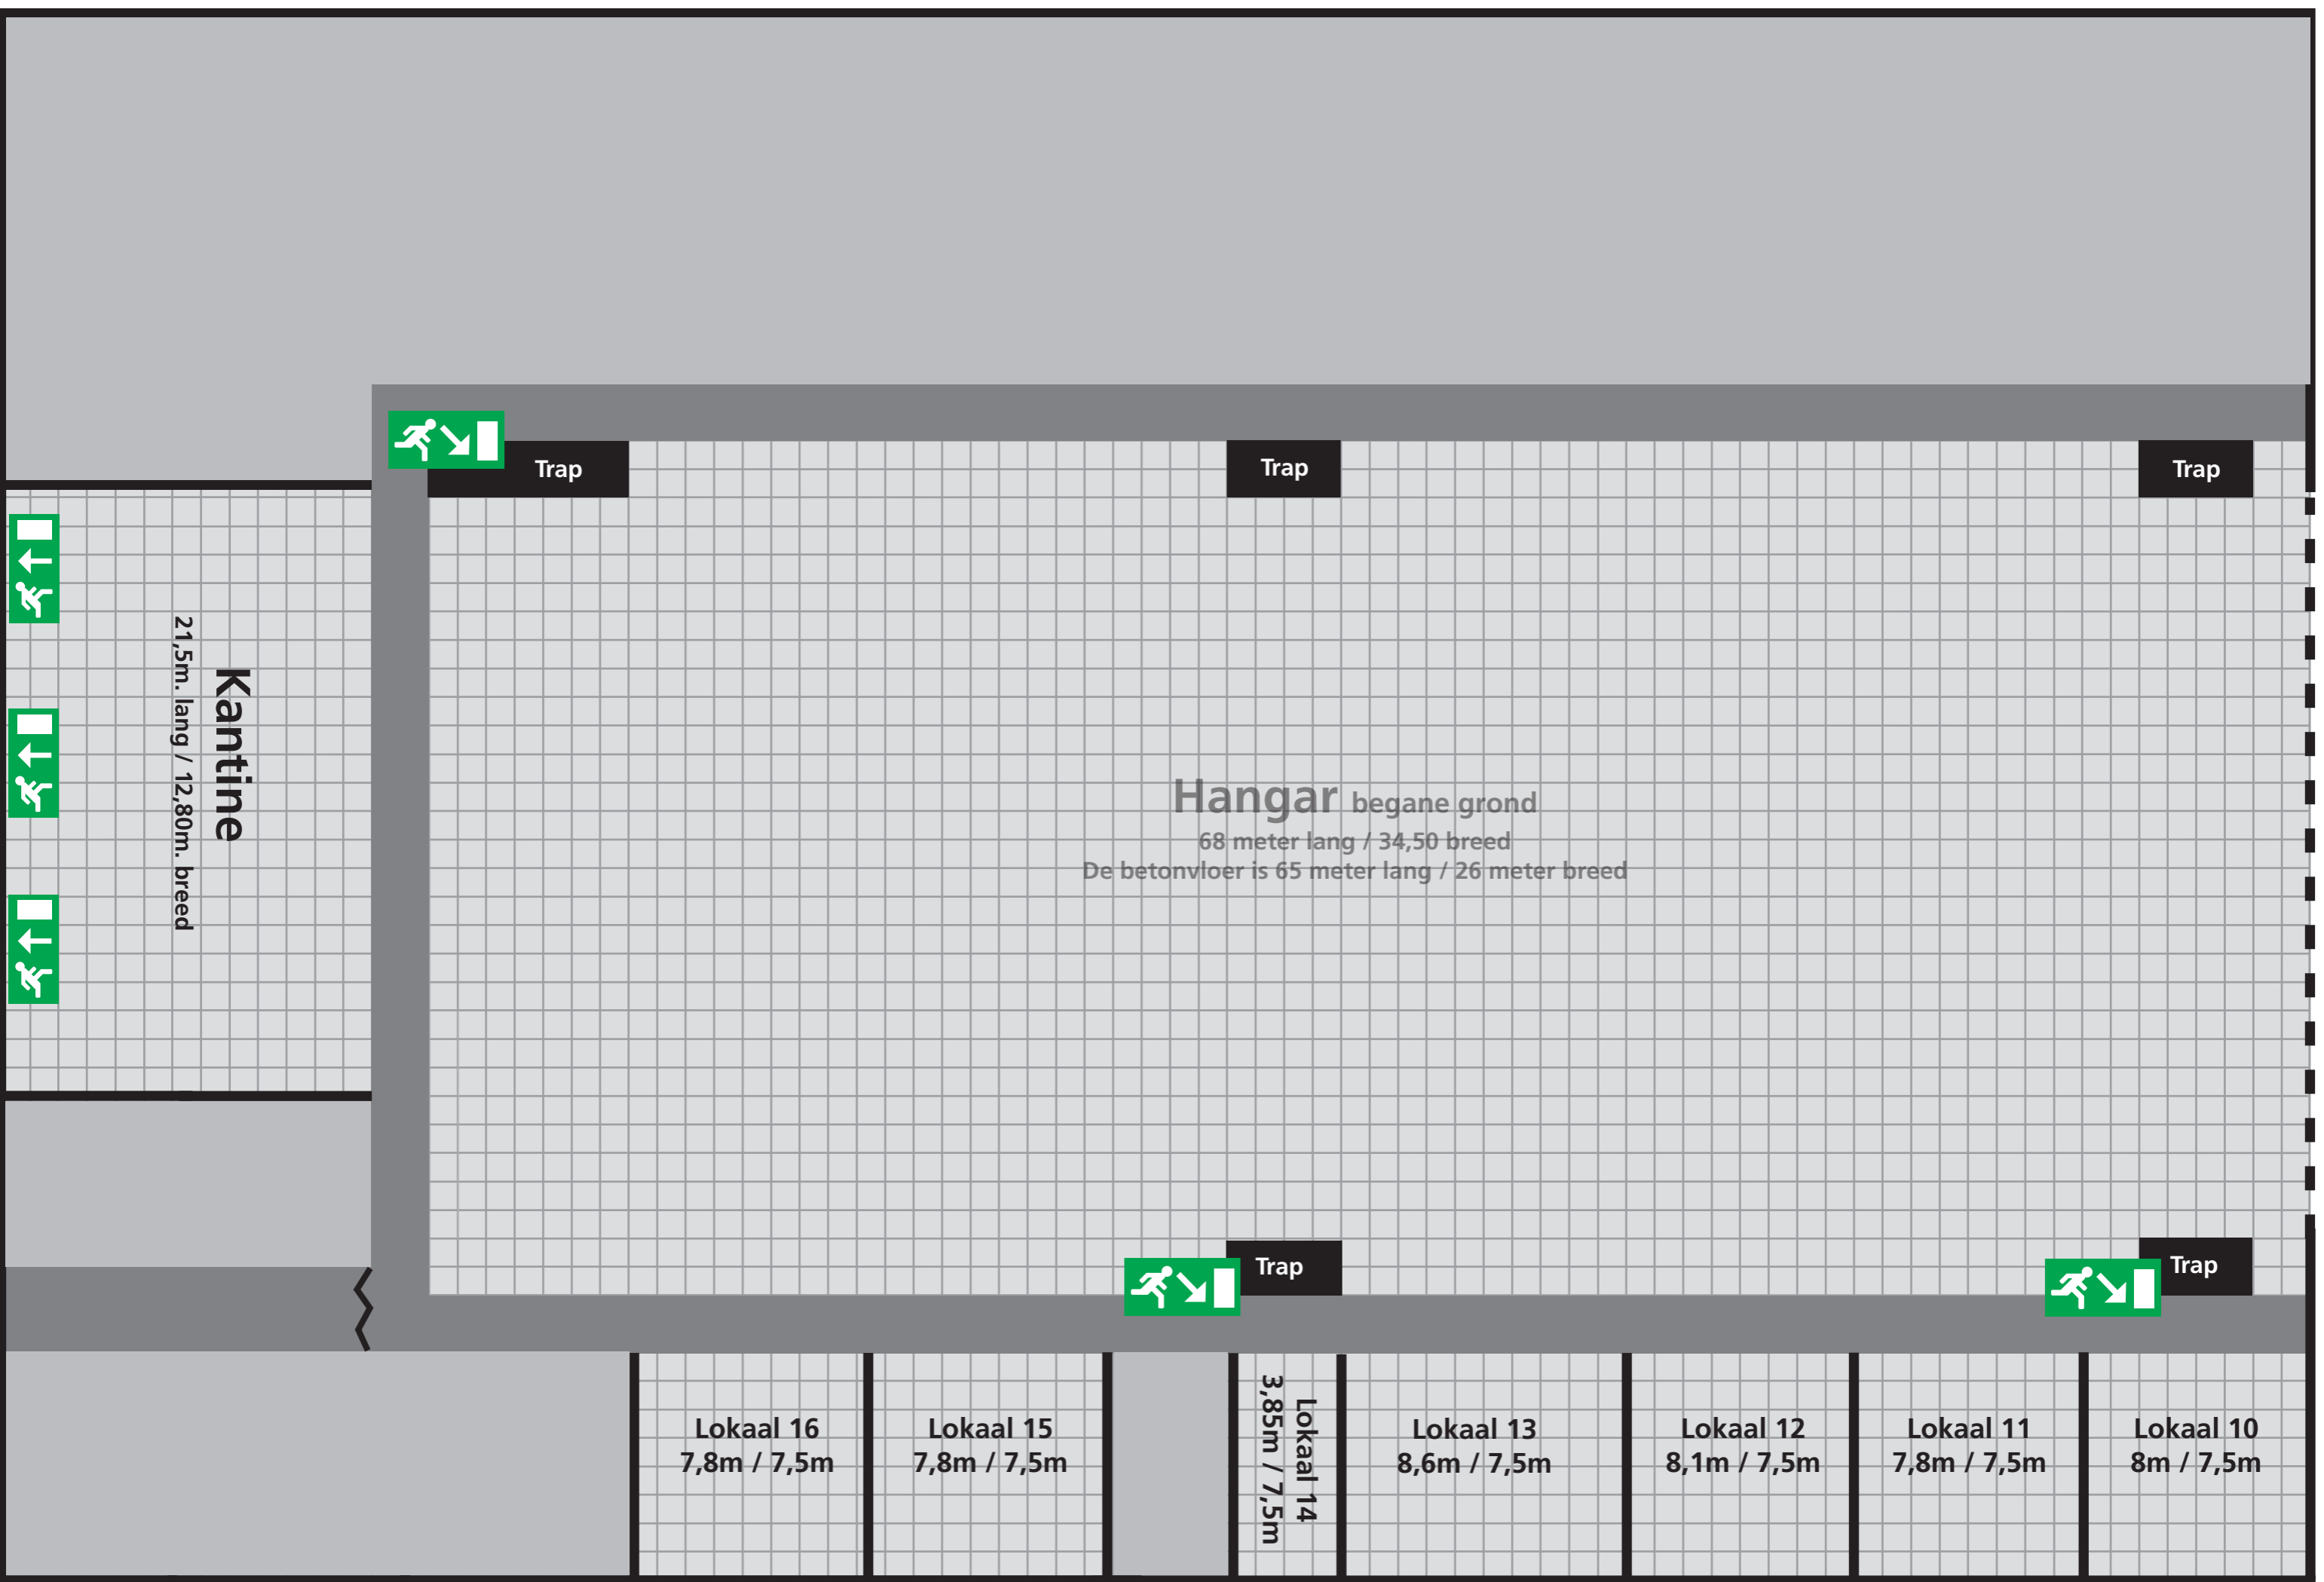 Trap
Trap
Trap
Kantine
21,5m. lang / 12,80m. breed
Hangar begane grond
68 meter lang / 34,50 breed
De betonvloer is 65 meter lang / 26 meter breed
Trap
Trap
Lokaal 16
7,8m / 7,5m
Lokaal 15
7,8m / 7,5m
Lokaal 14
3,85m / 7,5m
Lokaal 13
8,6m / 7,5m
Lokaal 12
8,1m / 7,5m
Lokaal 11
7,8m / 7,5m
Lokaal 10
8m / 7,5m